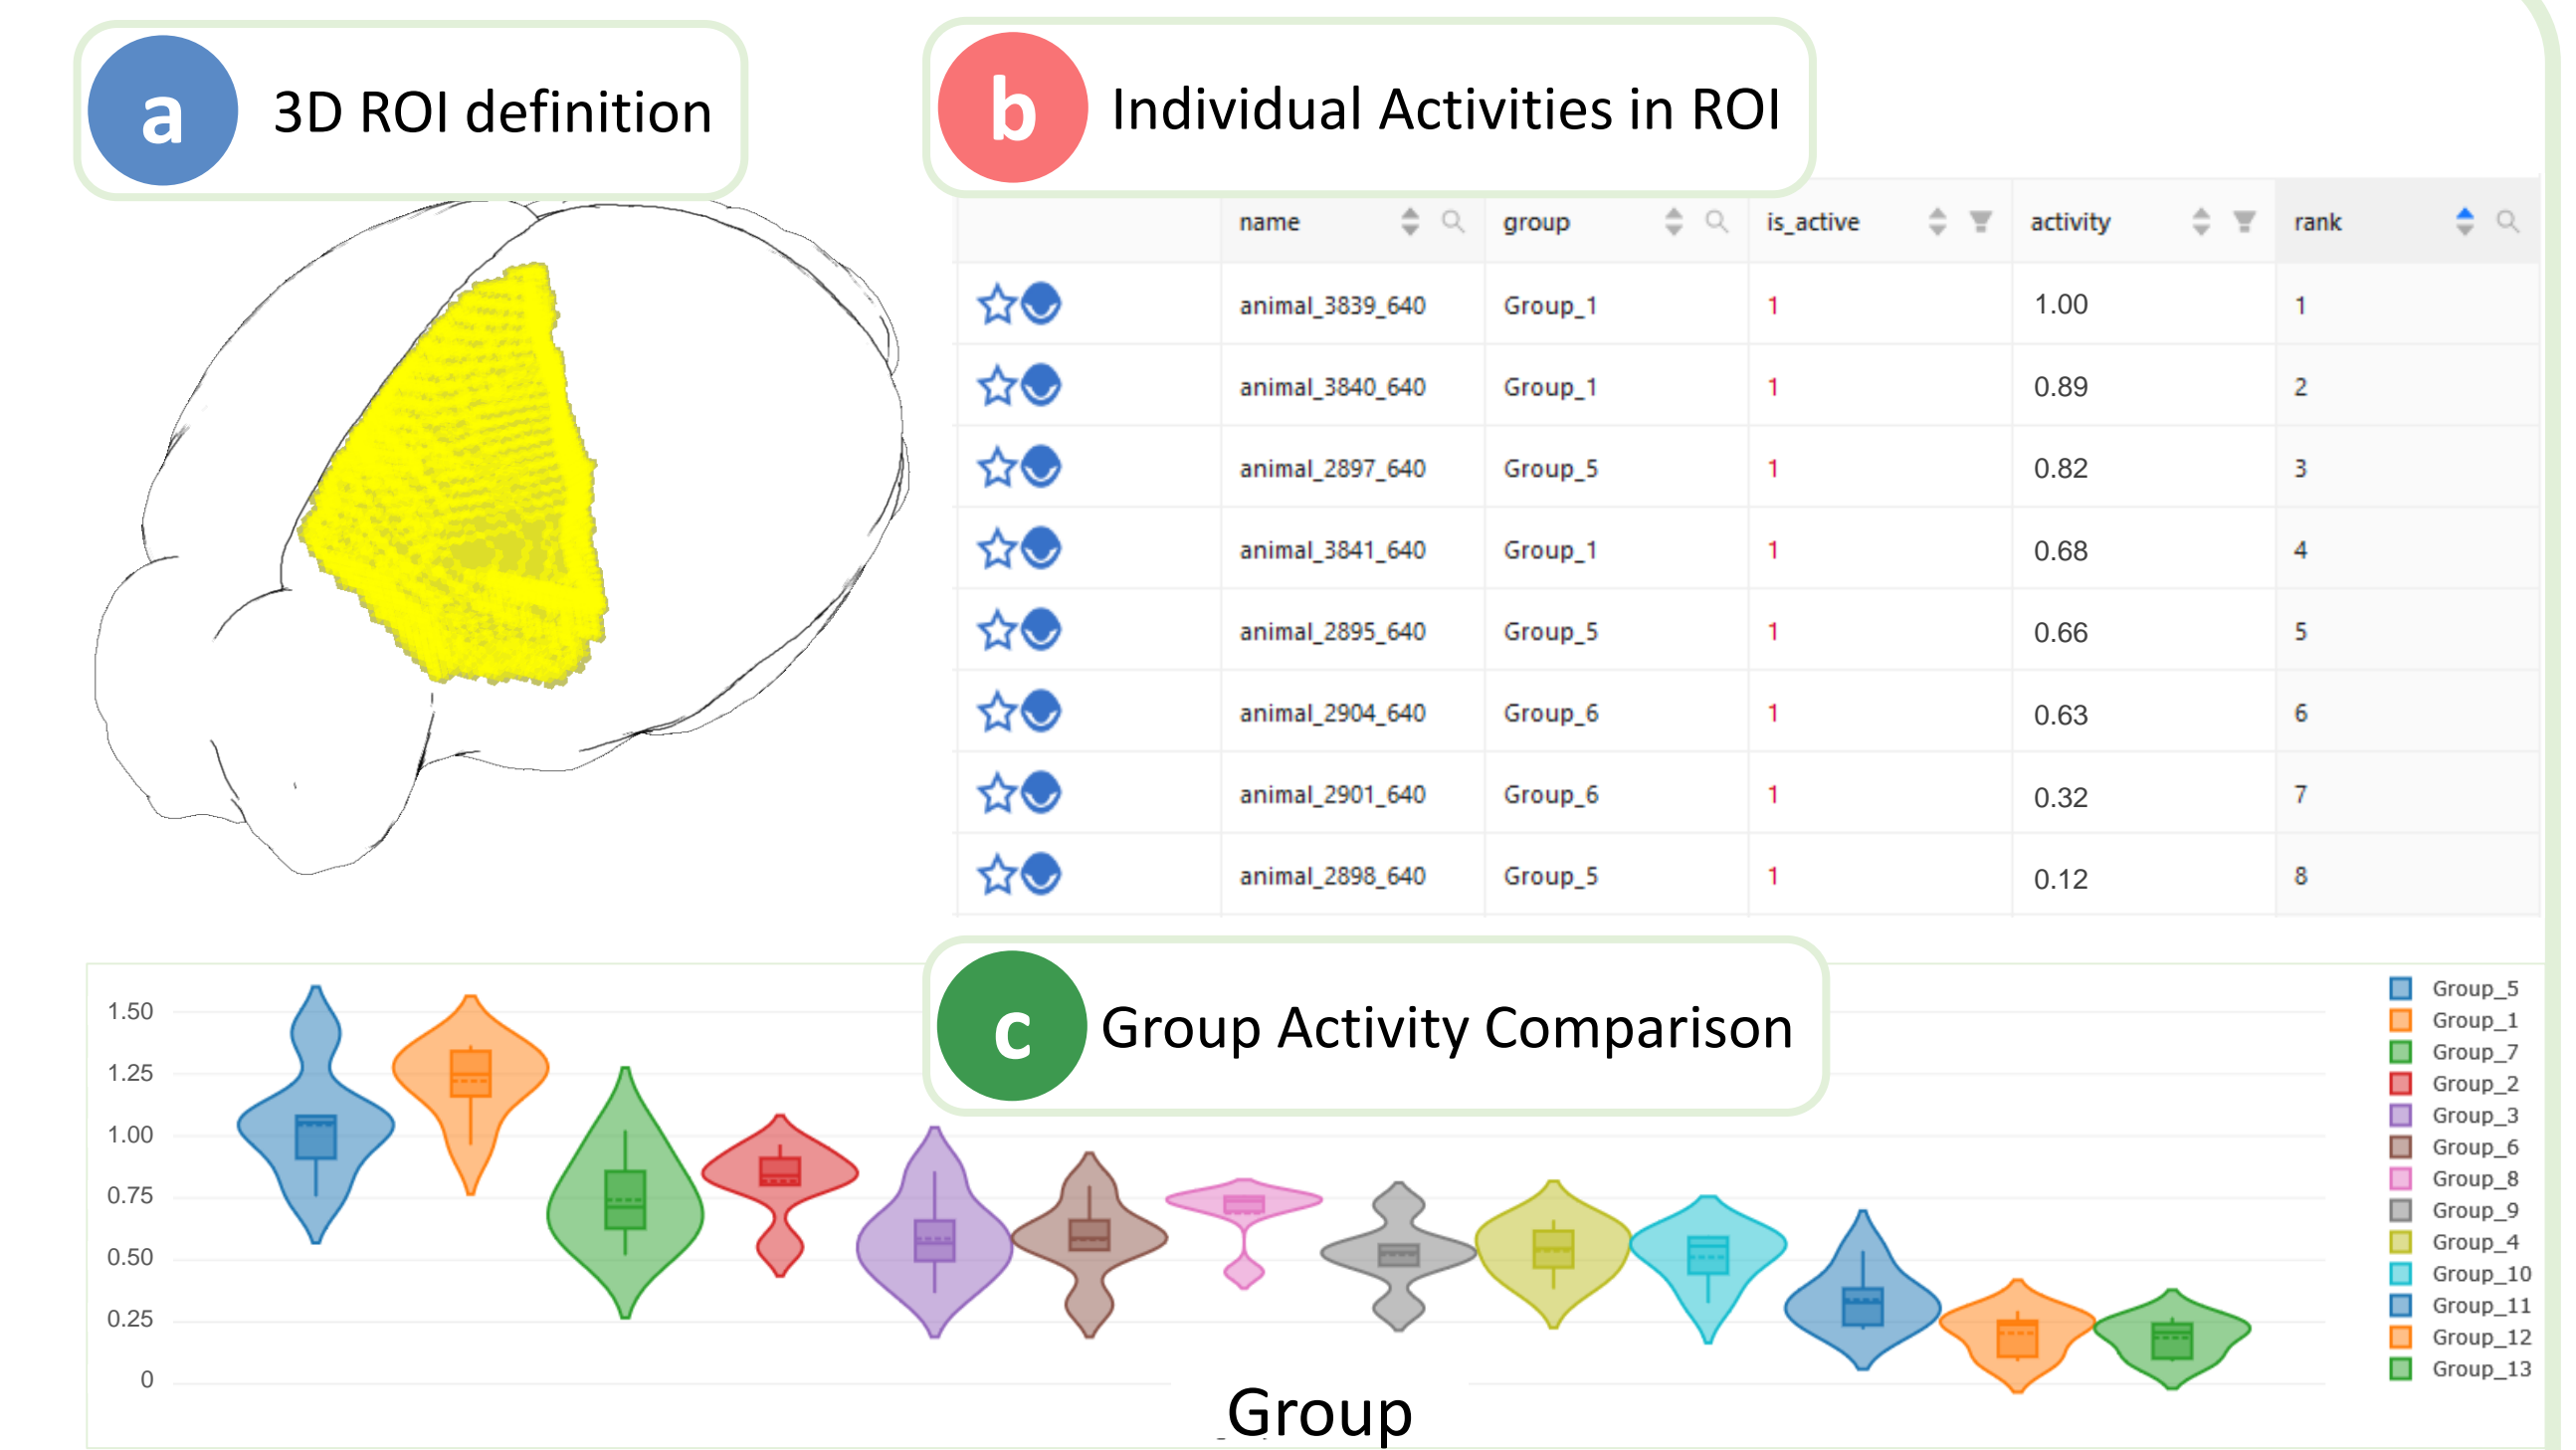 a 3D ROI definition
b Individual Activities in ROI
name group is_active activity rank
animal_3839_640 Group_1 1 1.00 1
animal_3840_640 Group_1 1 0.89 2
animal_2897_640 Group_5 1 0.82 3
animal_3841_640 Group_1 1 0.68 4
animal_2895_640 Group_5 1 0.66 5
animal_2904_640 Group_6 1 0.63 6
animal_2901_640 Group_6 1 0.32 7
animal_2898_640 Group_5 1 0.12 8
c Group Activity Comparison
1.50
1.25
1.00
0.75
0.50
0.25
0
Group
Group_5
Group_1
Group_7
Group_2
Group_3
Group_6
Group_8
Group_9
Group_4
Group_10
Group_11
Group_12
Group_13